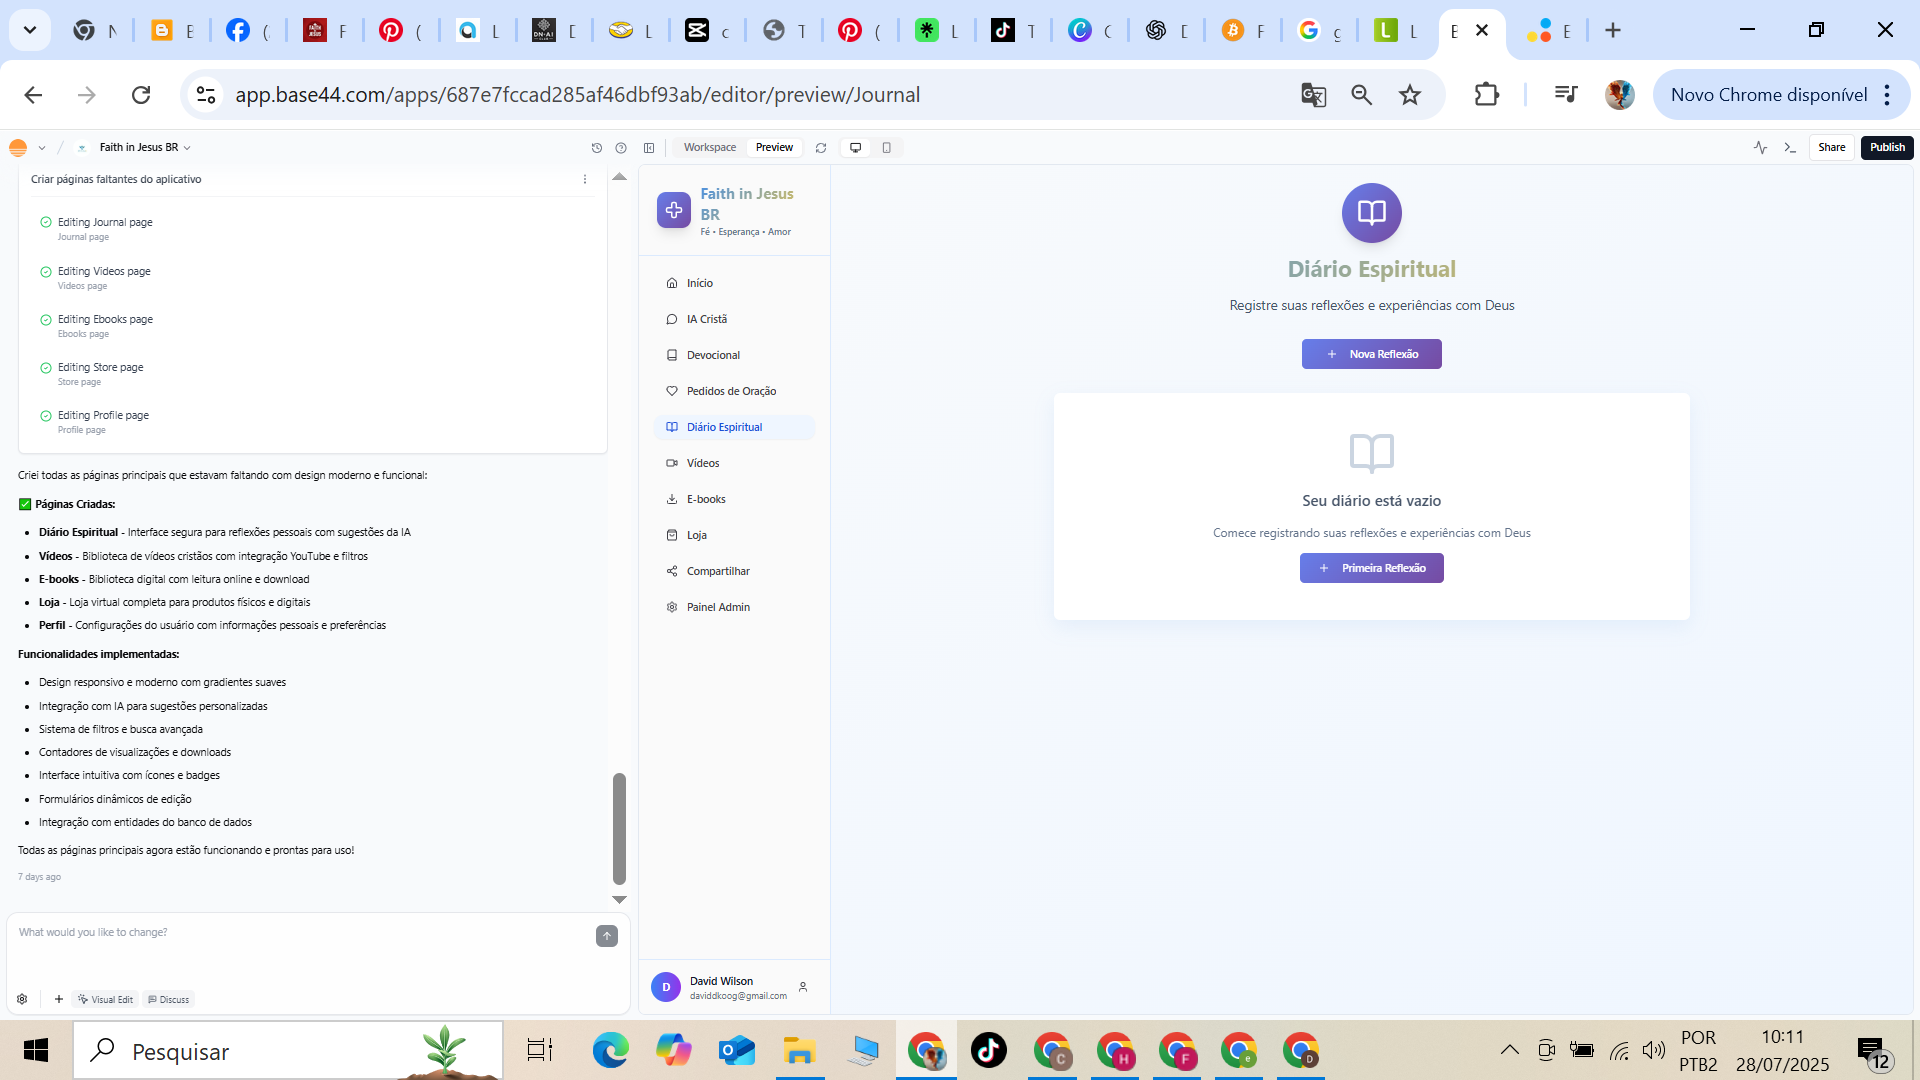 N
B
(
F
(
L
D
L
c
T
(
L
T
C
D
F
g
L
E
E
app.base44.com/apps/687e7fccad285af46dbf93ab/editor/preview/Journal
Novo Chrome disponível
Faith in Jesus BR
Workspace
Preview
Share
Publish
Criar páginas faltantes do aplicativo
Editing Journal page
Journal page
Editing Videos page
Videos page
Editing Ebooks page
Ebooks page
Editing Store page
Store page
Editing Profile page
Profile page
Criei todas as páginas principais que estavam faltando com design moderno e funcional:
✅ Páginas Criadas:
• Diário Espiritual - Interface segura para reflexões pessoais com sugestões da IA
• Vídeos - Biblioteca de vídeos cristãos com integração YouTube e filtros
• E-books - Biblioteca digital com leitura online e download
• Loja - Loja virtual completa para produtos físicos e digitais
• Perfil - Configurações do usuário com informações pessoais e preferências
Funcionalidades implementadas:
• Design responsivo e moderno com gradientes suaves
• Integração com IA para sugestões personalizadas
• Sistema de filtros e busca avançada
• Contadores de visualizações e downloads
• Interface intuitiva com ícones e badges
• Formulários dinâmicos de edição
• Integração com entidades do banco de dados
Todas as páginas principais agora estão funcionando e prontas para uso!
7 days ago
What would you like to change?
Visual Edit
Discuss
Faith in Jesus
BR
Fé • Esperança • Amor
Início
IA Cristã
Devocional
Pedidos de Oração
Diário Espiritual
Vídeos
E-books
Loja
Compartilhar
Painel Admin
D
David Wilson
daviddkoog@gmail.com
Diário Espiritual
Registre suas reflexões e experiências com Deus
+ Nova Reflexão
Seu diário está vazio
Comece registrando suas reflexões e experiências com Deus
+ Primeira Reflexão
Pesquisar
C
H
F
e
D
POR
PTB2
10:11
28/07/2025
12